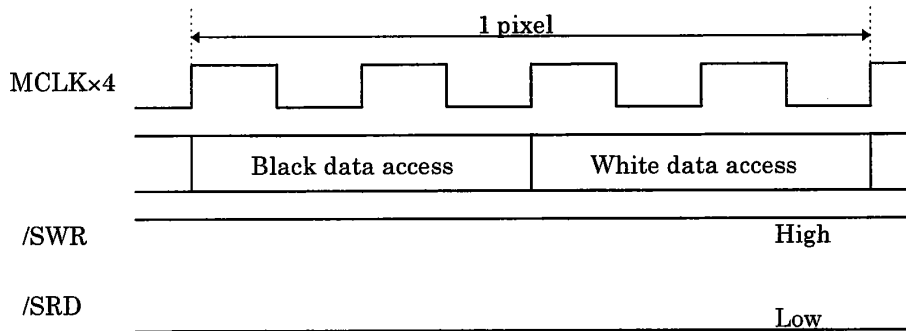 1 pixel
MCLK×4
Black data access
White data access
/SWR
High
/SRD
Low